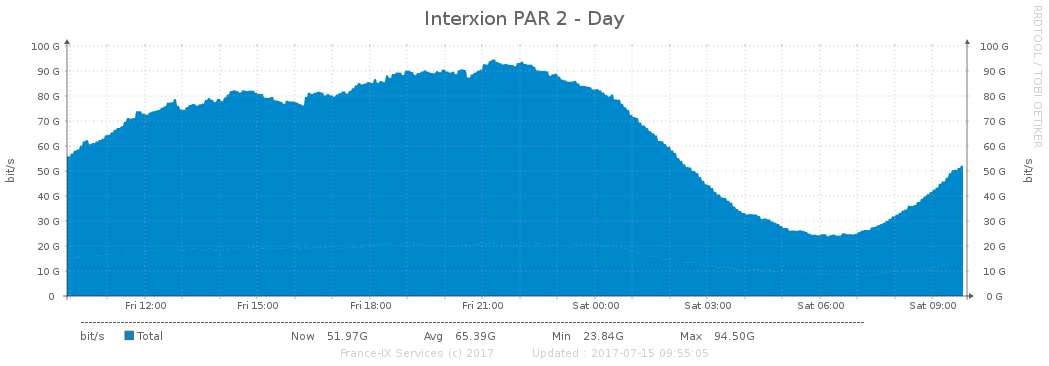 Interxion PAR 2 - Day
RRDTOOL / TOBI OETIKER
100 G 100 G
90 G 90 G
80 G 80 G
70 G 70 G
60 G 60 G
50 G 50 G
40 G 40 G
30 G 30 G
20 G 20 G
10 G 10 G
0 0 G
bit/s bit/s
Fri 12:00 Fri 15:00 Fri 18:00 Fri 21:00 Sat 00:00 Sat 03:00 Sat 06:00 Sat 09:00
bit/s Total Now 51.97G Avg 65.39G Min 23.84G Max 94.50G
France-IX Services (c) 2017 Updated : 2017-07-15 09:55:05